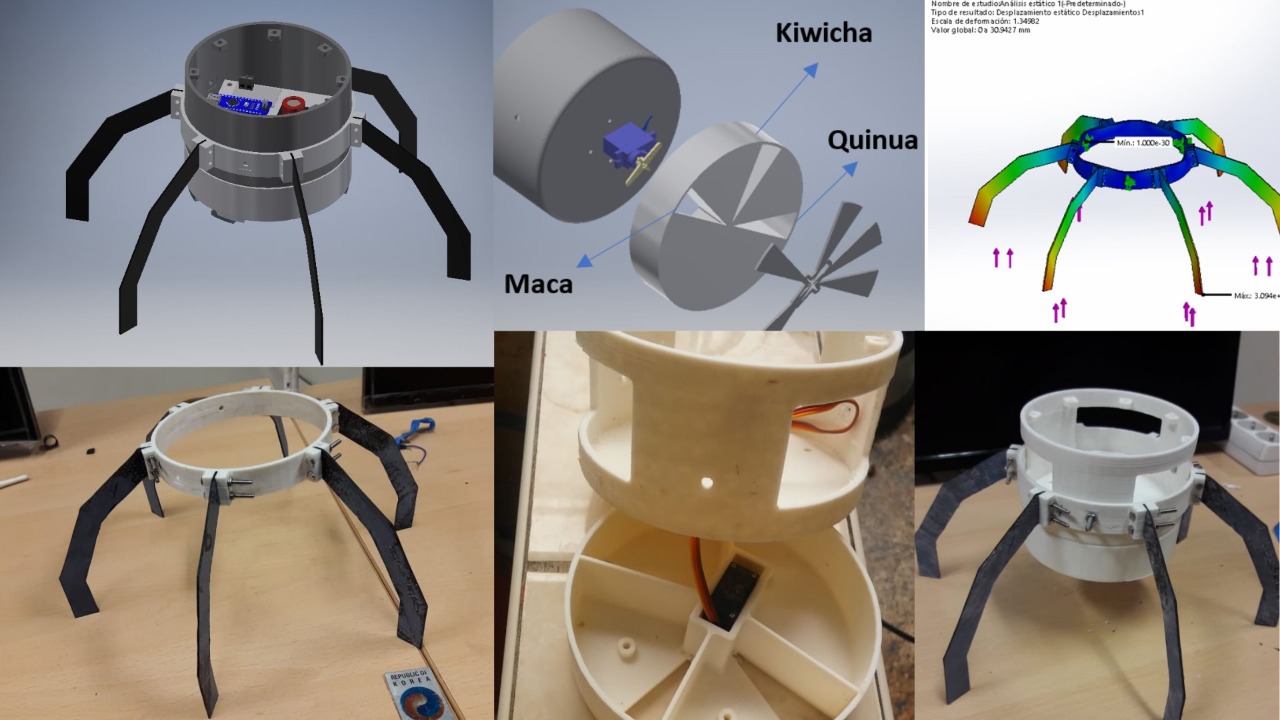 Kiwicha
Quinua
Maca
Nombre de estudio:Análisis estático 1(-Predeterminado-)
Tipo de resultado: Desplazamiento estático Desplazamientos1
Escala de deformación: 1.34982
Valor global: 0 a 30.9427 mm
Mín.: 1.000e-30
Máx.: 3.094e+
REPUBLIC OF
KOREA